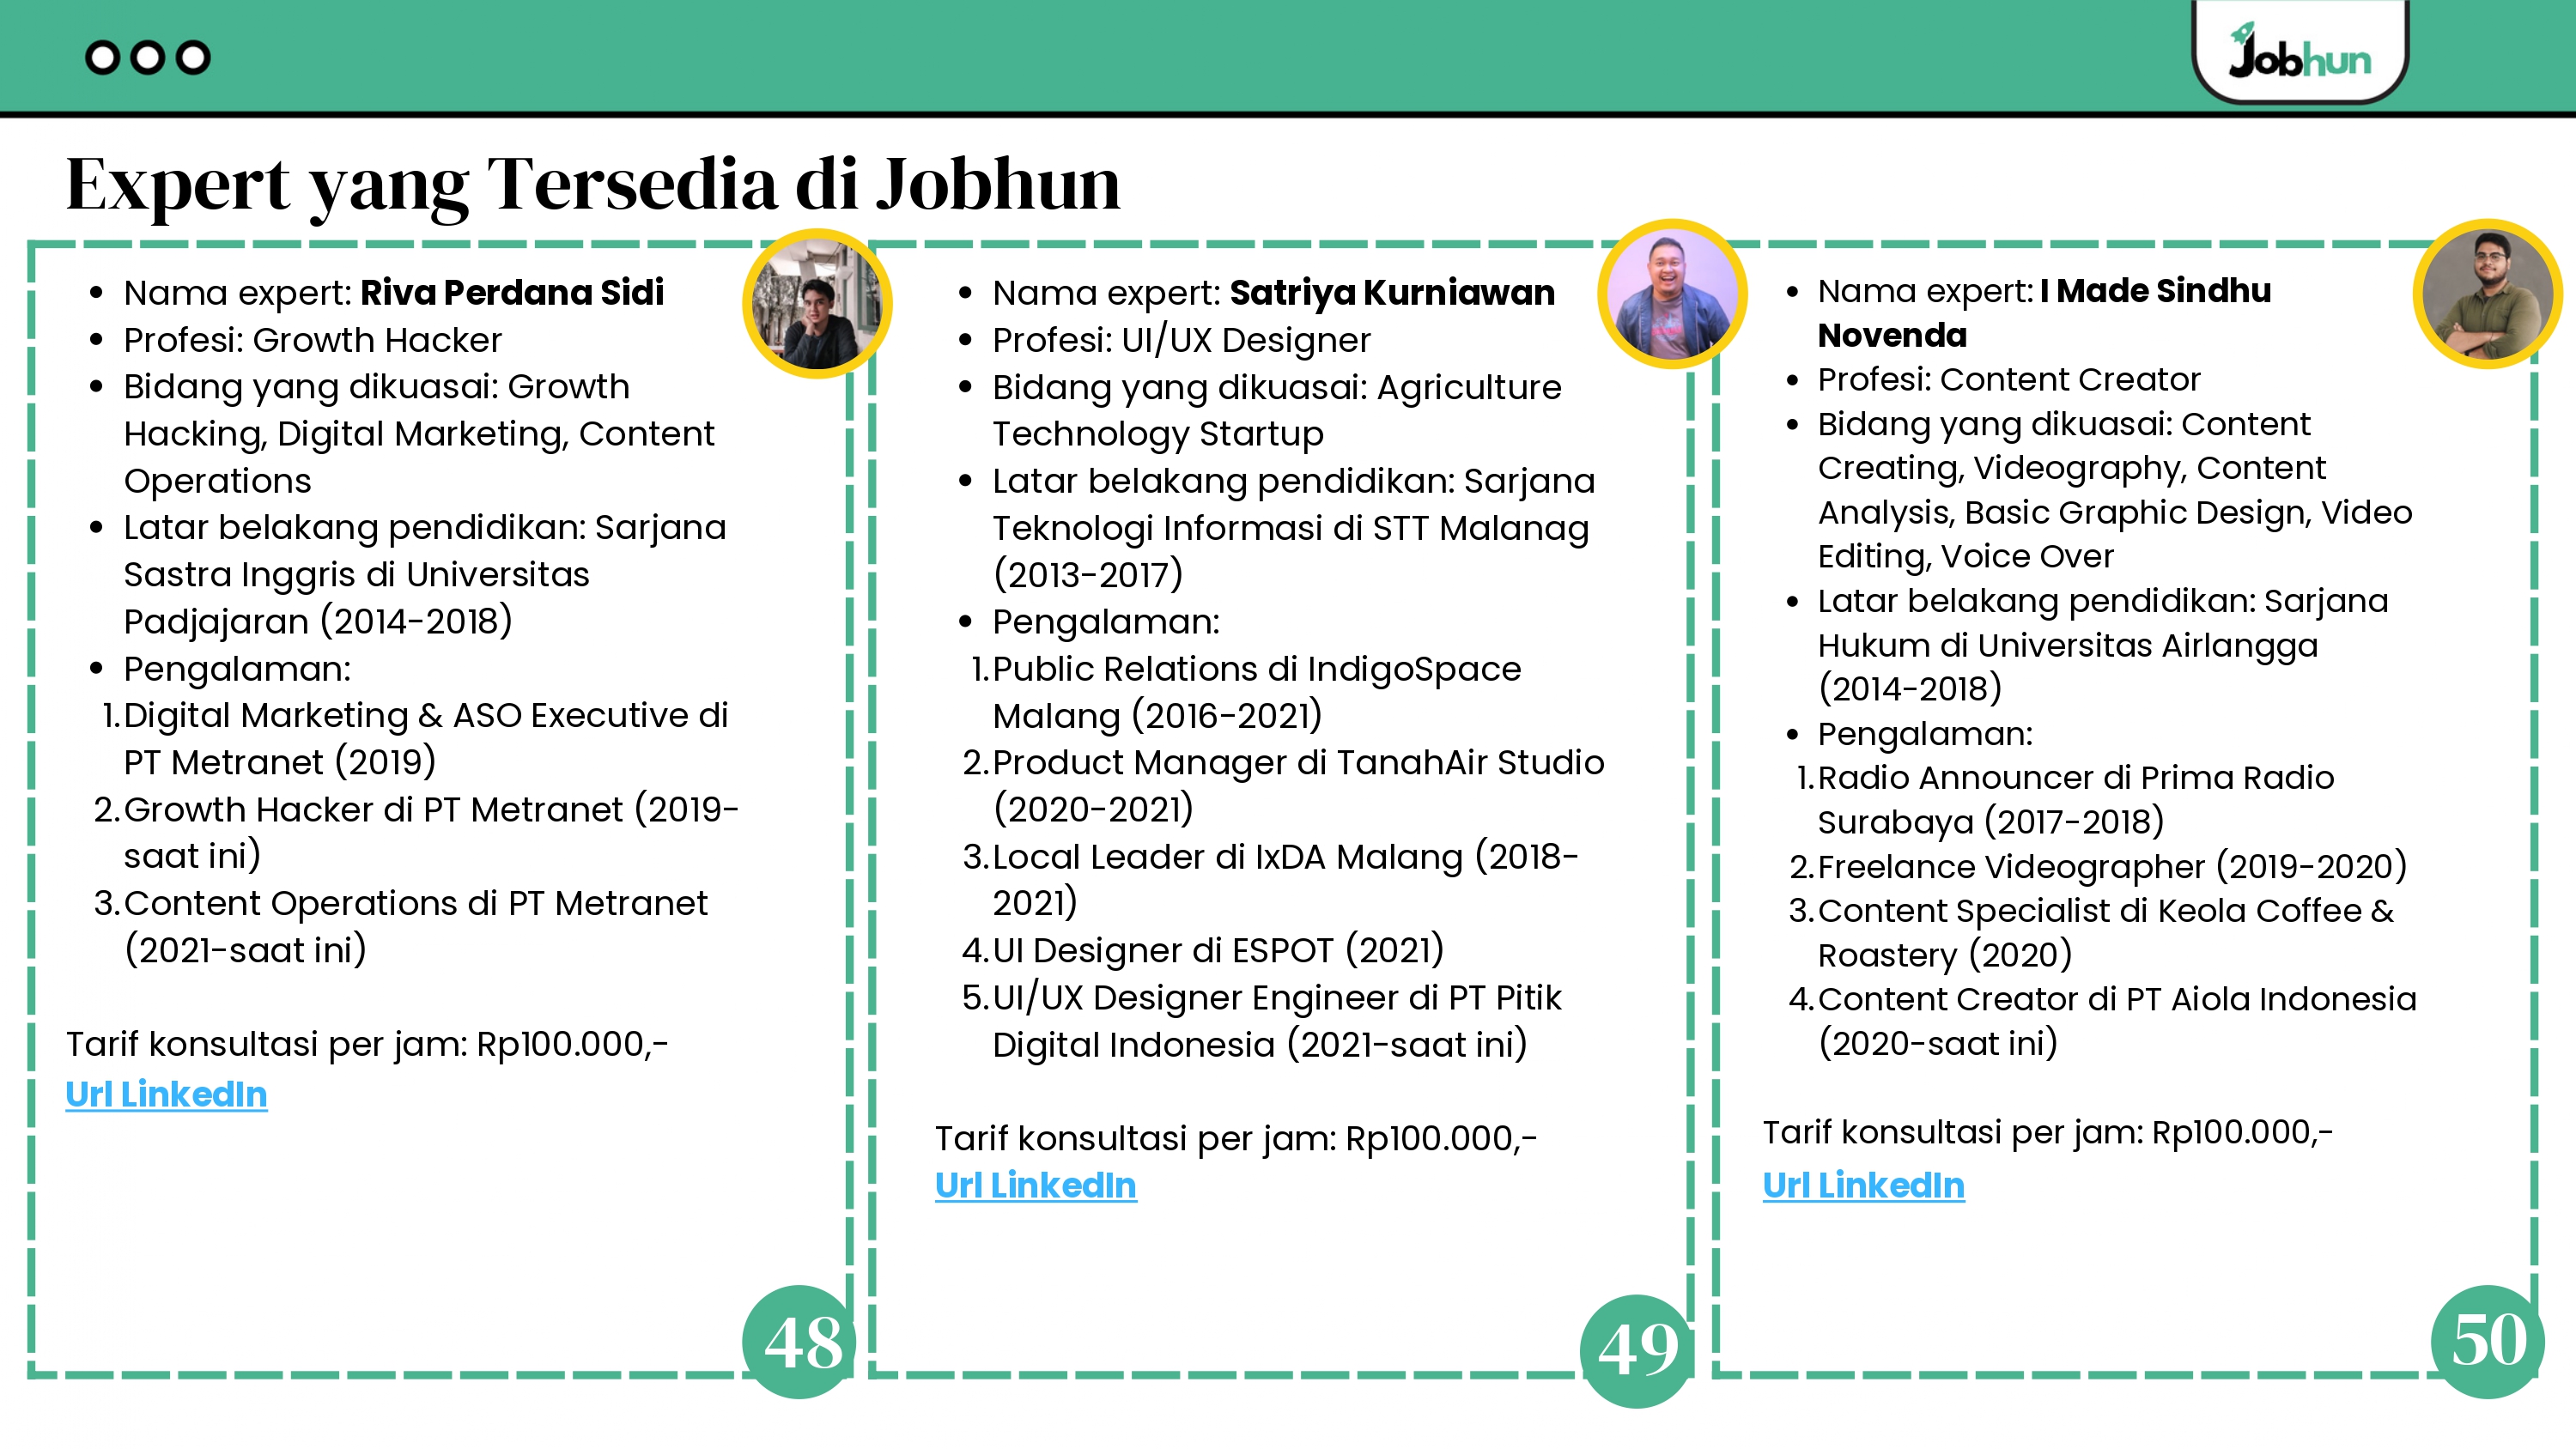 Jobhun
Expert yang Tersedia di Jobhun
• Nama expert: Riva Perdana Sidi
• Profesi: Growth Hacker
• Bidang yang dikuasai: Growth
Hacking, Digital Marketing, Content
Operations
• Latar belakang pendidikan: Sarjana
Sastra Inggris di Universitas
Padjajaran (2014-2018)
• Pengalaman:
1. Digital Marketing & ASO Executive di
PT Metranet (2019)
2. Growth Hacker di PT Metranet (2019-
saat ini)
3. Content Operations di PT Metranet
(2021-saat ini)
Tarif konsultasi per jam: Rp100.000,-
Url LinkedIn
48
• Nama expert: Satriya Kurniawan
• Profesi: UI/UX Designer
• Bidang yang dikuasai: Agriculture
Technology Startup
• Latar belakang pendidikan: Sarjana
Teknologi Informasi di STT Malanag
(2013-2017)
• Pengalaman:
1. Public Relations di IndigoSpace
Malang (2016-2021)
2. Product Manager di TanahAir Studio
(2020-2021)
3. Local Leader di IxDA Malang (2018-
2021)
4. UI Designer di ESPOT (2021)
5. UI/UX Designer Engineer di PT Pitik
Digital Indonesia (2021-saat ini)
Tarif konsultasi per jam: Rp100.000,-
Url LinkedIn
49
• Nama expert: I Made Sindhu
Novenda
• Profesi: Content Creator
• Bidang yang dikuasai: Content
Creating, Videography, Content
Analysis, Basic Graphic Design, Video
Editing, Voice Over
• Latar belakang pendidikan: Sarjana
Hukum di Universitas Airlangga
(2014-2018)
• Pengalaman:
1. Radio Announcer di Prima Radio
Surabaya (2017-2018)
2. Freelance Videographer (2019-2020)
3. Content Specialist di Keola Coffee &
Roastery (2020)
4. Content Creator di PT Aiola Indonesia
(2020-saat ini)
Tarif konsultasi per jam: Rp100.000,-
Url LinkedIn
50